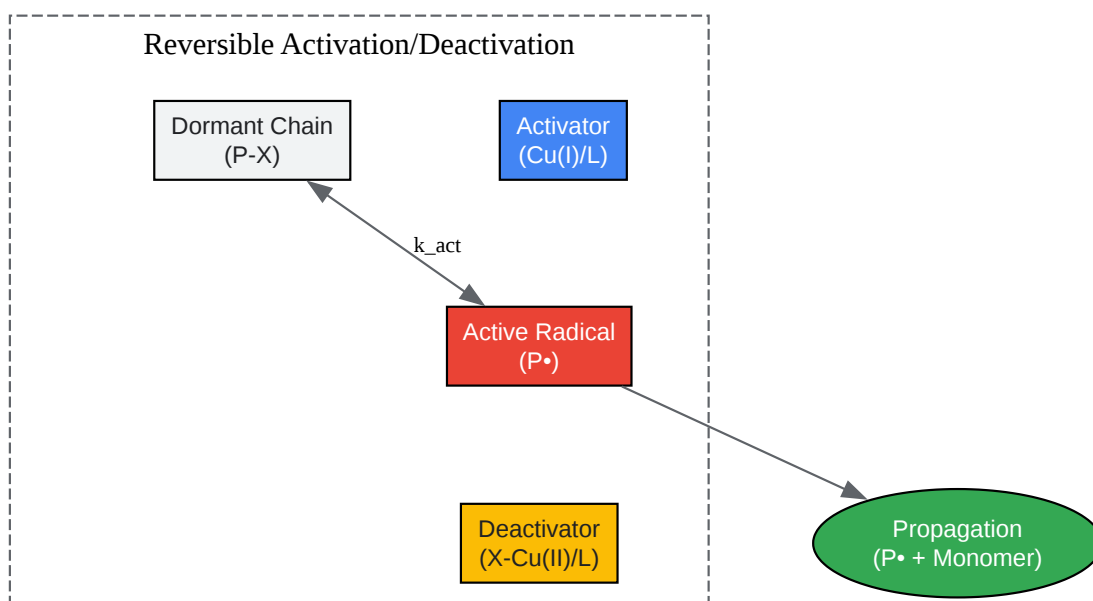 Reversible Activation/Deactivation
Dormant Chain
(P-X)
Activator
(Cu(I)/L)
k_act
Active Radical
(P•)
Deactivator
(X-Cu(II)/L)
Propagation
(P• + Monomer)